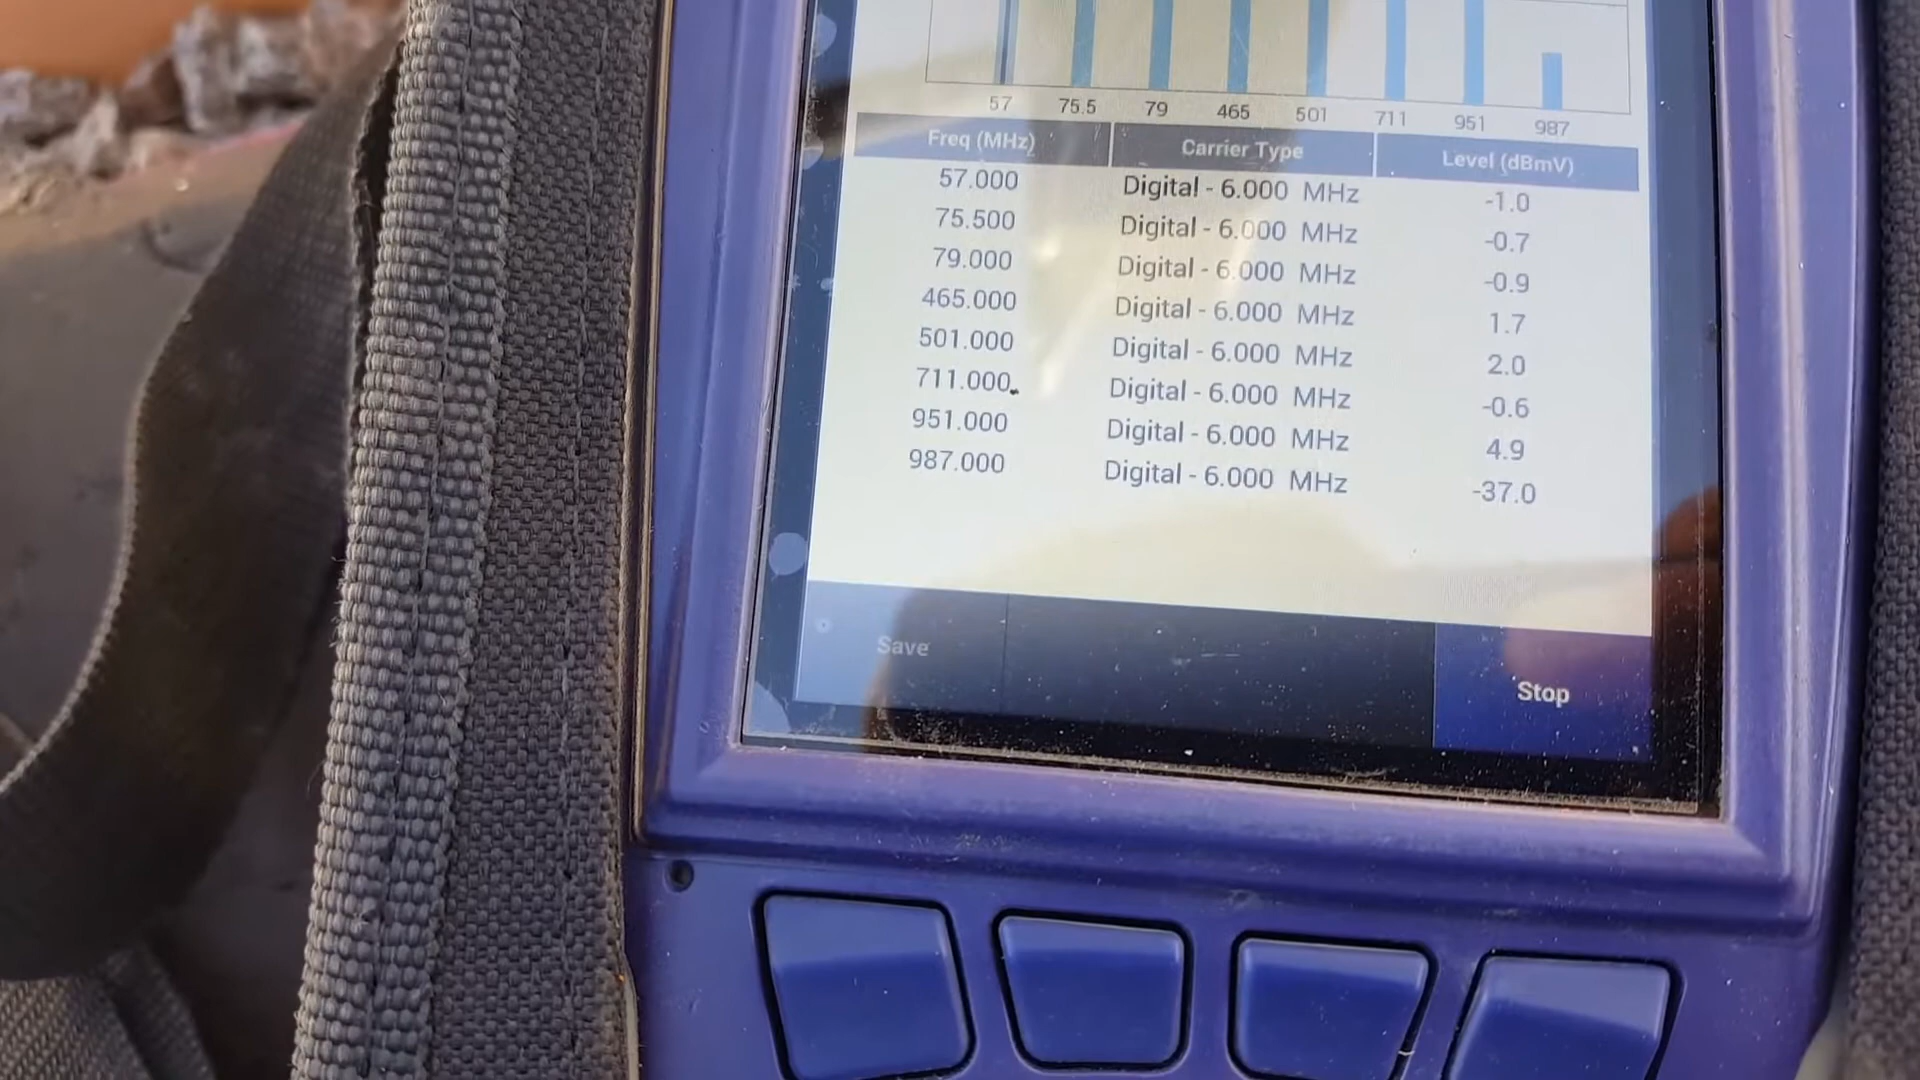 57 75.5 79 465 501 711 951 987
Freq (MHz) Carrier Type Level (dBmV)
57.000 Digital - 6.000 MHz -1.0
75.500 Digital - 6.000 MHz -0.7
79.000 Digital - 6.000 MHz -0.9
465.000 Digital - 6.000 MHz 1.7
501.000 Digital - 6.000 MHz 2.0
711.000 Digital - 6.000 MHz -0.6
951.000 Digital - 6.000 MHz 4.9
987.000 Digital - 6.000 MHz -37.0
Save Stop